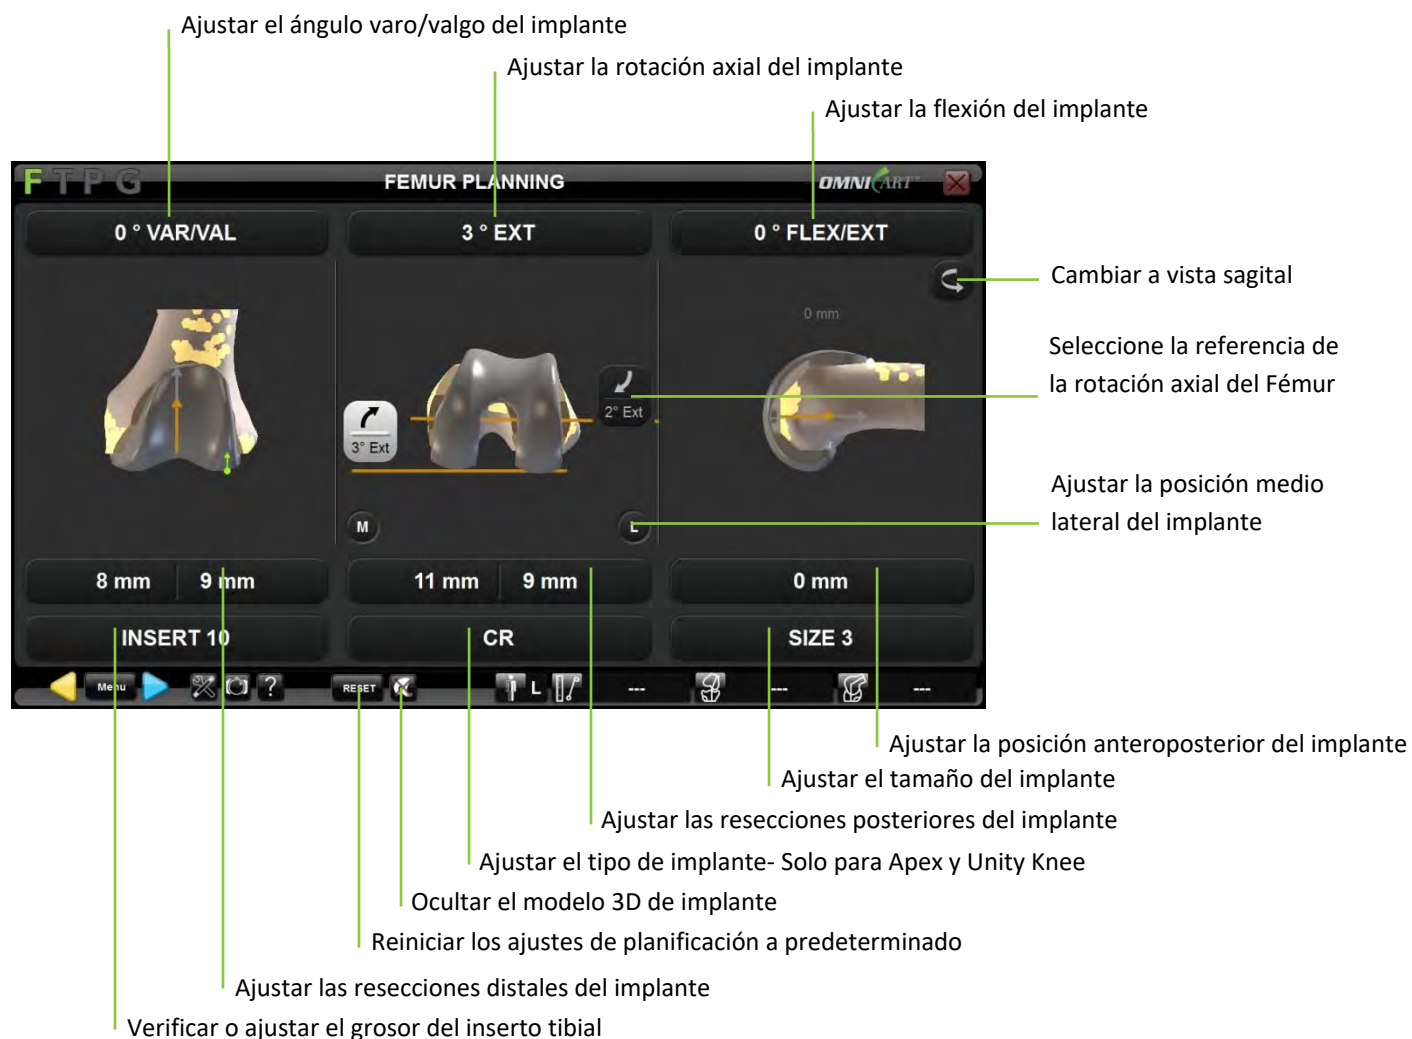 Ajustar el ángulo varo/valgo del implante
Ajustar la rotación axial del implante
Ajustar la flexión del implante
F T P G
FEMUR PLANNING
OMNI ART™
0 ° VAR/VAL
3 ° EXT
0 ° FLEX/EXT
Cambiar a vista sagital
0 mm
Seleccione la referencia de
la rotación axial del Fémur
2° Ext
3° Ext
Ajustar la posición medio
lateral del implante
M
L
8 mm
9 mm
11 mm
9 mm
0 mm
INSERT 10
CR
SIZE 3
Menu
?
RESET
L
---
---
---
Ajustar la posición anteroposterior del implante
Ajustar el tamaño del implante
Ajustar las resecciones posteriores del implante
Ajustar el tipo de implante- Solo para Apex y Unity Knee
Ocultar el modelo 3D de implante
Reiniciar los ajustes de planificación a predeterminado
Ajustar las resecciones distales del implante
Verificar o ajustar el grosor del inserto tibial